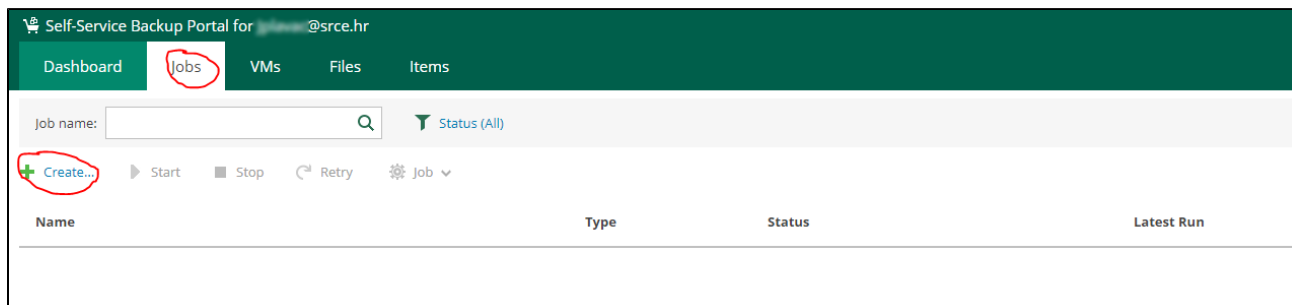 Self-Service Backup Portal for @srce.hr
Dashboard Jobs VMs Files Items
Job name: Status (All)
Create... Start Stop Retry Job
Name Type Status Latest Run